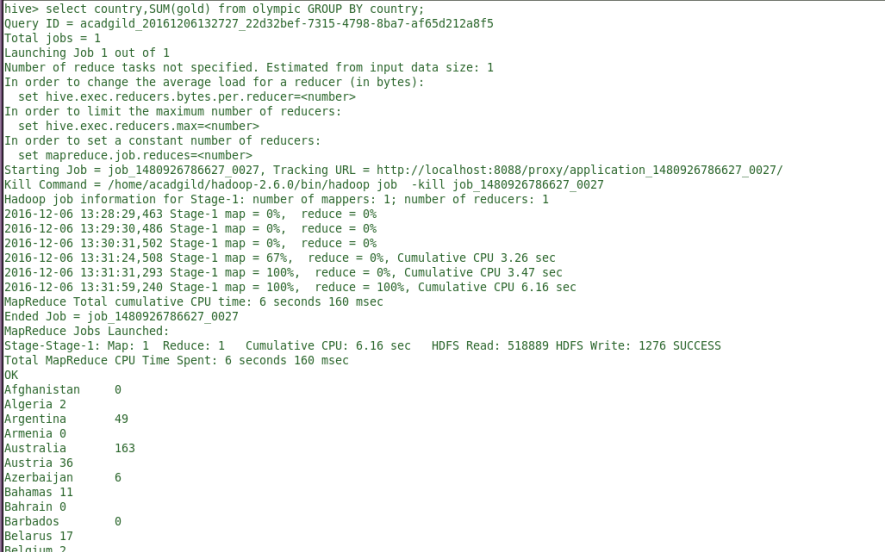 hive> select country,SUM(gold) from olympic GROUP BY country;
Query ID = acadgild_20161206132727_22d32bef-7315-4798-8ba7-af65d212a8f5
Total jobs = 1
Launching Job 1 out of 1
Number of reduce tasks not specified. Estimated from input data size: 1
In order to change the average load for a reducer (in bytes):
  set hive.exec.reducers.bytes.per.reducer=<number>
In order to limit the maximum number of reducers:
  set hive.exec.reducers.max=<number>
In order to set a constant number of reducers:
  set mapreduce.job.reduces=<number>
Starting Job = job_1480926786627_0027, Tracking URL = http://localhost:8088/proxy/application_1480926786627_0027/
Kill Command = /home/acadgild/hadoop-2.6.0/bin/hadoop job  -kill job_1480926786627_0027
Hadoop job information for Stage-1: number of mappers: 1; number of reducers: 1
2016-12-06 13:28:29,463 Stage-1 map = 0%,  reduce = 0%
2016-12-06 13:29:30,486 Stage-1 map = 0%,  reduce = 0%
2016-12-06 13:30:31,502 Stage-1 map = 0%,  reduce = 0%
2016-12-06 13:31:24,508 Stage-1 map = 67%,  reduce = 0%, Cumulative CPU 3.26 sec
2016-12-06 13:31:31,293 Stage-1 map = 100%,  reduce = 0%, Cumulative CPU 3.47 sec
2016-12-06 13:31:59,240 Stage-1 map = 100%,  reduce = 100%, Cumulative CPU 6.16 sec
MapReduce Total cumulative CPU time: 6 seconds 160 msec
Ended Job = job_1480926786627_0027
MapReduce Jobs Launched:
Stage-Stage-1: Map: 1  Reduce: 1   Cumulative CPU: 6.16 sec   HDFS Read: 518889 HDFS Write: 1276 SUCCESS
Total MapReduce CPU Time Spent: 6 seconds 160 msec
OK
Afghanistan     0
Algeria 2
Argentina       49
Armenia 0
Australia       163
Austria 36
Azerbaijan      6
Bahamas 11
Bahrain 0
Barbados        0
Belarus 17
Belgium 2